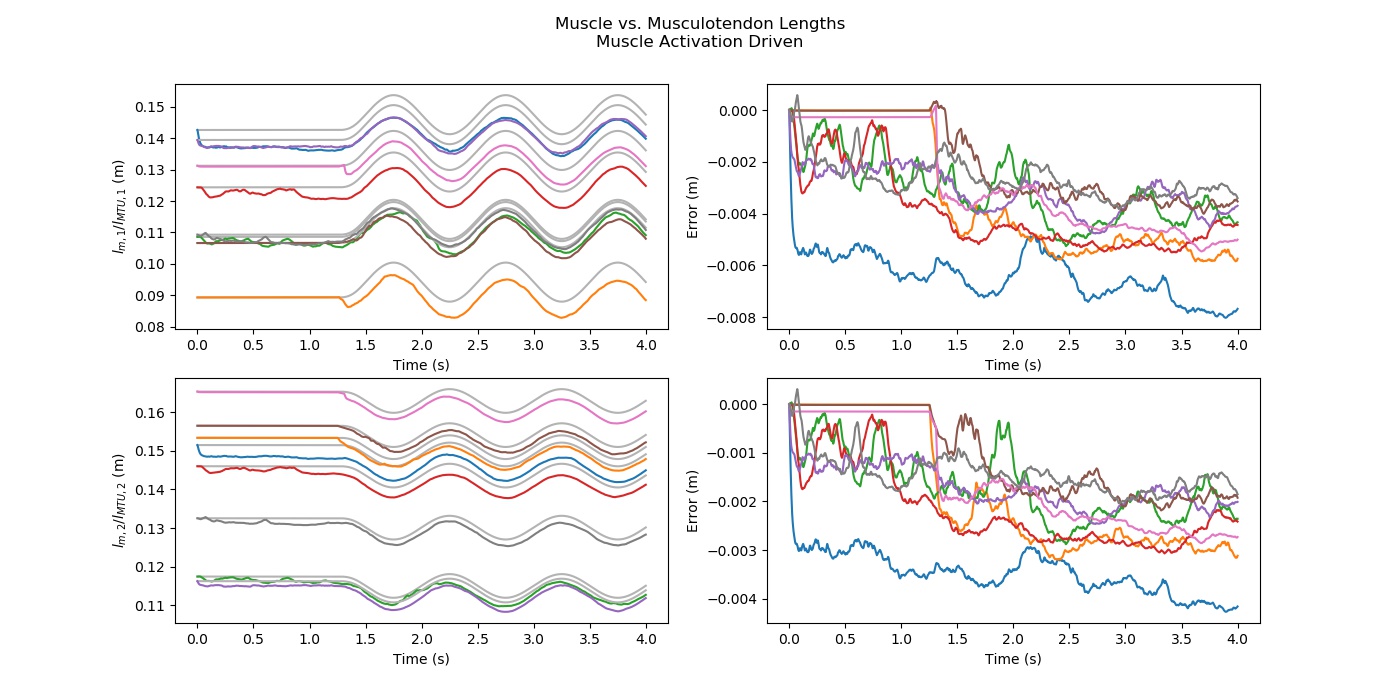 Muscle vs. Musculotendon Lengths
Muscle Activation Driven
l_{m, 1}/l_{MTU, 1} (m)
0.15
0.14
0.13
0.12
0.11
0.10
0.09
0.08
0.0 0.5 1.0 1.5 2.0 2.5 3.0 3.5 4.0
Time (s)
Error (m)
0.000
−0.002
−0.004
−0.006
−0.008
0.0 0.5 1.0 1.5 2.0 2.5 3.0 3.5 4.0
Time (s)
l_{m, 2}/l_{MTU, 2} (m)
0.16
0.15
0.14
0.13
0.12
0.11
0.0 0.5 1.0 1.5 2.0 2.5 3.0 3.5 4.0
Time (s)
Error (m)
0.000
−0.001
−0.002
−0.003
−0.004
0.0 0.5 1.0 1.5 2.0 2.5 3.0 3.5 4.0
Time (s)